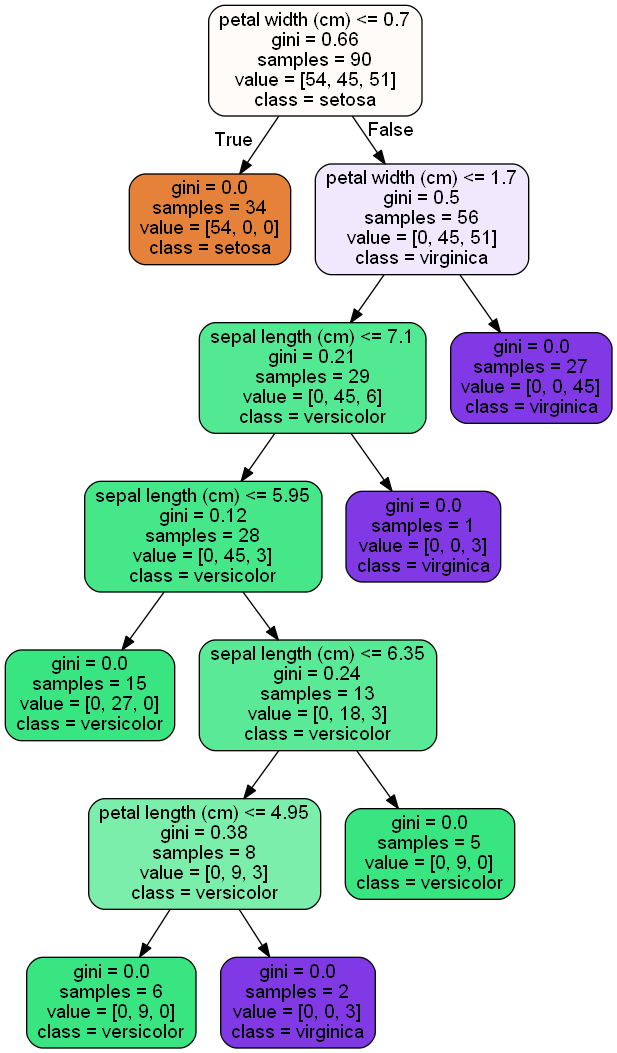 petal width (cm) <= 0.7
gini = 0.66
samples = 90
value = [54, 45, 51]
class = setosa
True
False
gini = 0.0
samples = 34
value = [54, 0, 0]
class = setosa
petal width (cm) <= 1.7
gini = 0.5
samples = 56
value = [0, 45, 51]
class = virginica
sepal length (cm) <= 7.1
gini = 0.21
samples = 29
value = [0, 45, 6]
class = versicolor
gini = 0.0
samples = 27
value = [0, 0, 45]
class = virginica
sepal length (cm) <= 5.95
gini = 0.12
samples = 28
value = [0, 45, 3]
class = versicolor
gini = 0.0
samples = 1
value = [0, 0, 3]
class = virginica
gini = 0.0
samples = 15
value = [0, 27, 0]
class = versicolor
sepal length (cm) <= 6.35
gini = 0.24
samples = 13
value = [0, 18, 3]
class = versicolor
petal length (cm) <= 4.95
gini = 0.38
samples = 8
value = [0, 9, 3]
class = versicolor
gini = 0.0
samples = 5
value = [0, 9, 0]
class = versicolor
gini = 0.0
samples = 6
value = [0, 9, 0]
class = versicolor
gini = 0.0
samples = 2
value = [0, 0, 3]
class = virginica